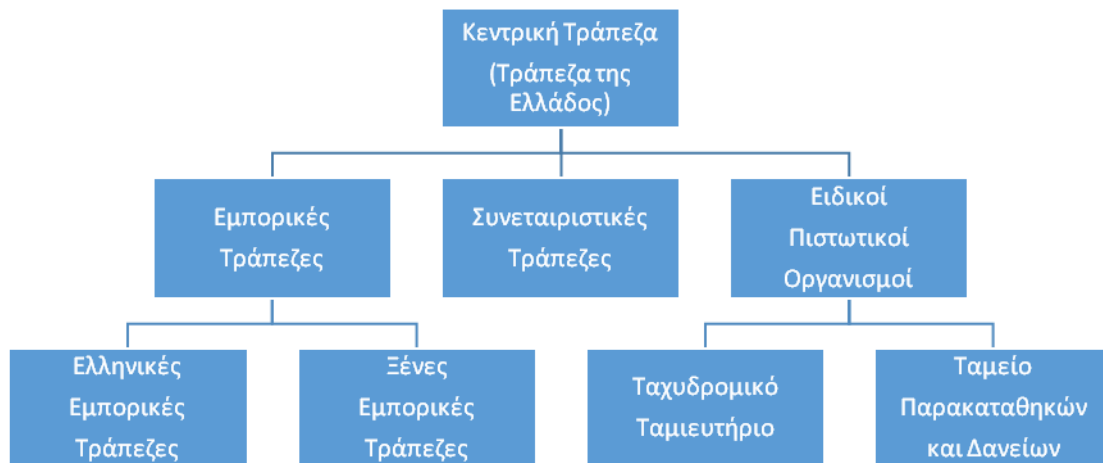 Κεντρική Τράπεζα
(Τράπεζα της
Ελλάδος)
Εμπορικές
Τράπεζες
Συνεταιριστικές
Τράπεζες
Ειδικοί
Πιστωτικοί
Οργανισμοί
Ελληνικές
Εμπορικές
Τράπεζες
Ξένες
Εμπορικές
Τράπεζες
Ταχυδρομικό
Ταμιευτήριο
Ταμείο
Παρακαταθηκών
και Δανείων